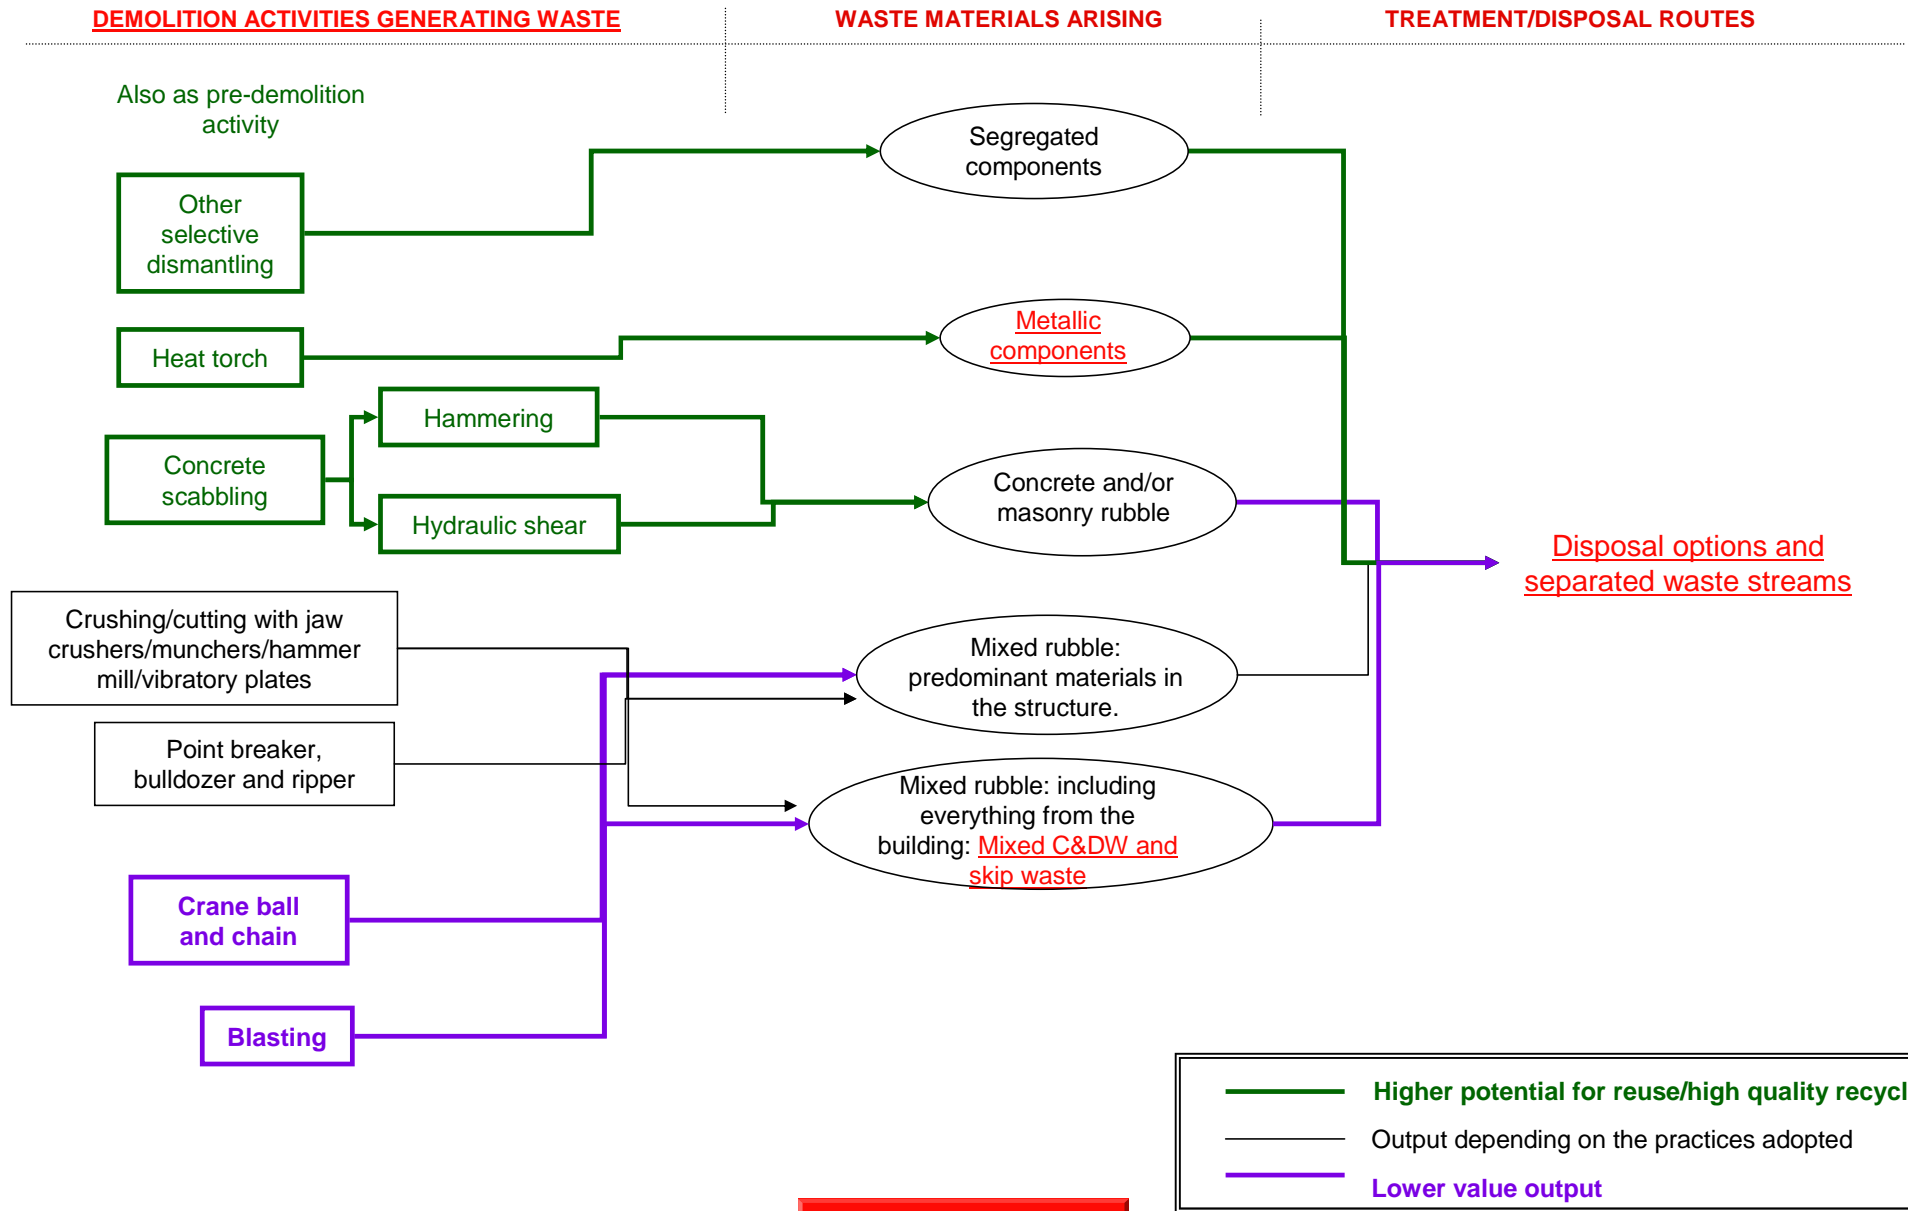 DEMOLITION ACTIVITIES GENERATING WASTE
WASTE MATERIALS ARISING
TREATMENT/DISPOSAL ROUTES
Also as pre-demolition
activity
Other
selective
dismantling
Segregated
components
Heat torch
Metallic
components
Concrete
scabbling
Hammering
Hydraulic shear
Concrete and/or
masonry rubble
Disposal options and
separated waste streams
Crushing/cutting with jaw
crushers/munchers/hammer
mill/vibratory plates
Point breaker,
bulldozer and ripper
Mixed rubble:
predominant materials in
the structure.
Mixed rubble: including
everything from the
building: Mixed C&DW and
skip waste
Crane ball
and chain
Blasting
Higher potential for reuse/high quality recycl
Output depending on the practices adopted
Lower value output